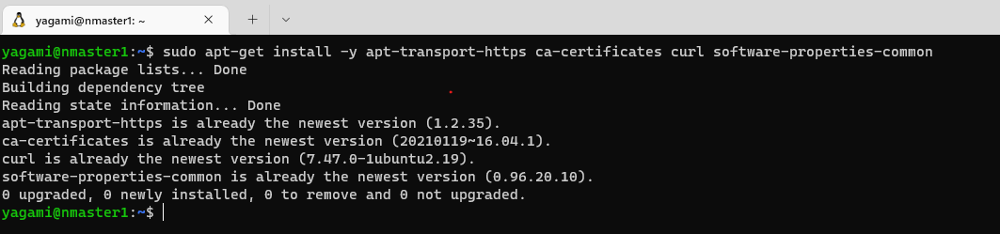 yagami@nmaster1: ~
yagami@nmaster1:~$ sudo apt-get install -y apt-transport-https ca-certificates curl software-properties-common
Reading package lists... Done
Building dependency tree
Reading state information... Done
apt-transport-https is already the newest version (1.2.35).
ca-certificates is already the newest version (20210119~16.04.1).
curl is already the newest version (7.47.0-1ubuntu2.19).
software-properties-common is already the newest version (0.96.20.10).
0 upgraded, 0 newly installed, 0 to remove and 0 not upgraded.
yagami@nmaster1:~$